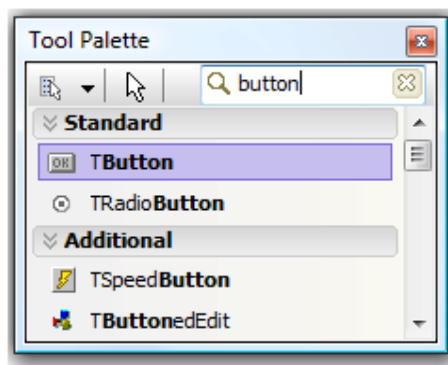 Tool Palette
button
Standard
OK TButton
TRadioButton
Additional
TSpeedButton
TButtonedEdit